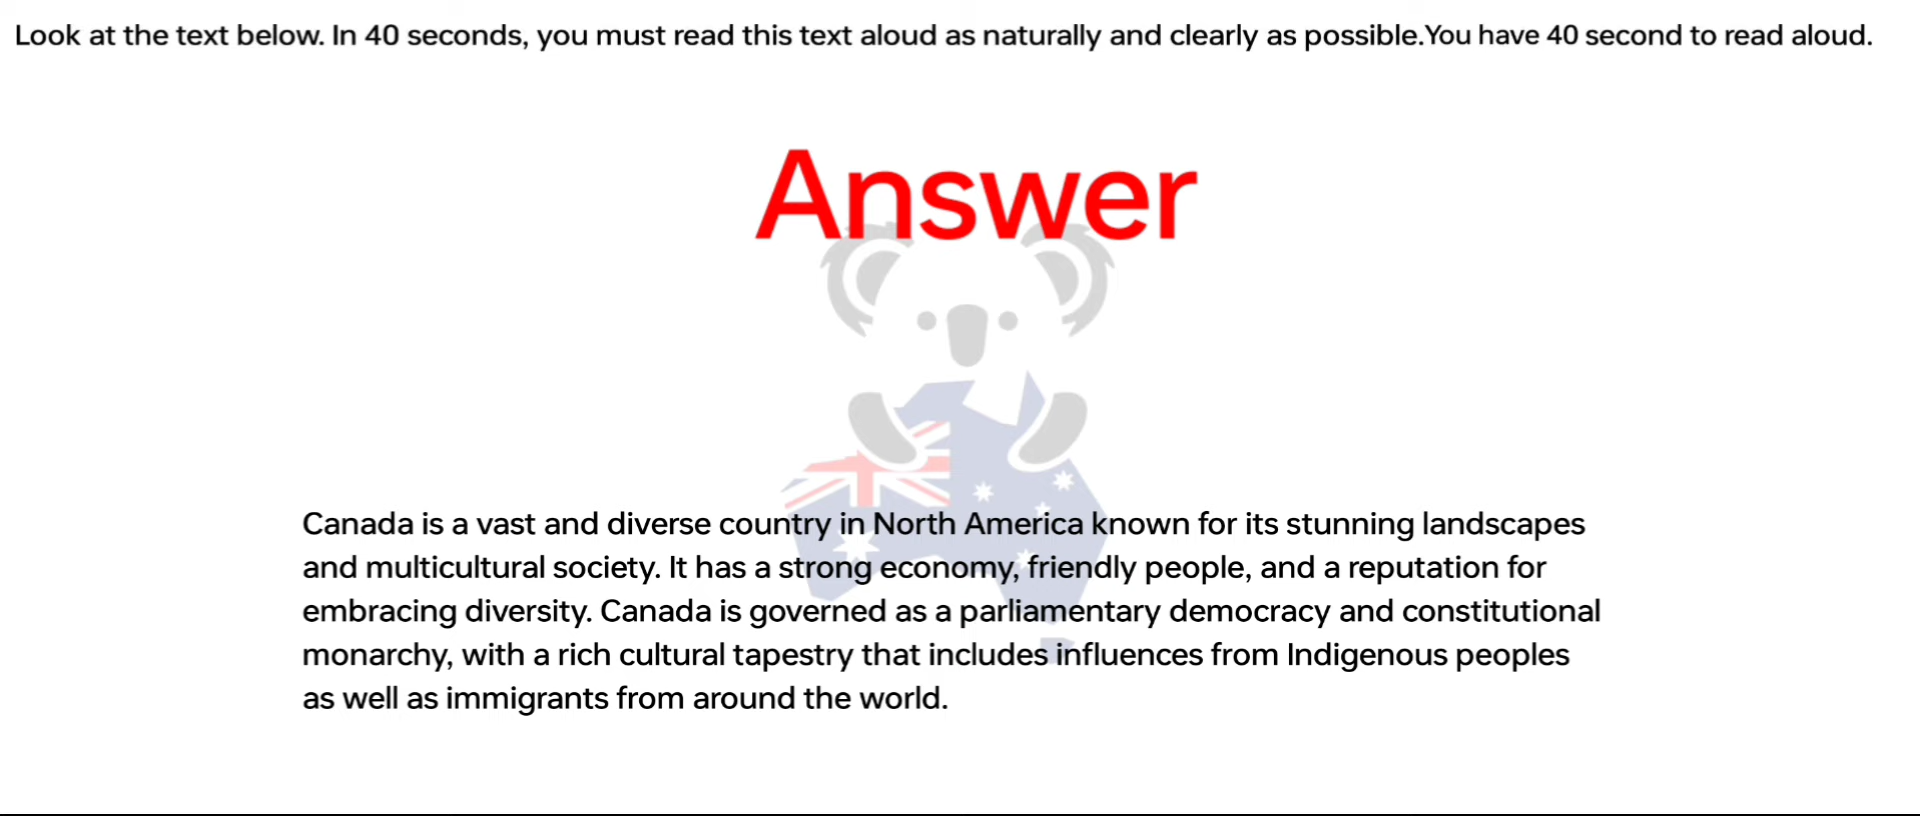 Look at the text below. In 40 seconds, you must read this text aloud as naturally and clearly as possible.You have 40 second to read aloud.
Answer
Canada is a vast and diverse country in North America known for its stunning landscapes
and multicultural society. It has a strong economy, friendly people, and a reputation for
embracing diversity. Canada is governed as a parliamentary democracy and constitutional
monarchy, with a rich cultural tapestry that includes influences from Indigenous peoples
as well as immigrants from around the world.